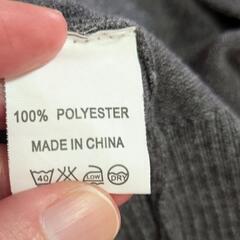 100% POLYESTER
MADE IN CHINA
40 LOW DRY